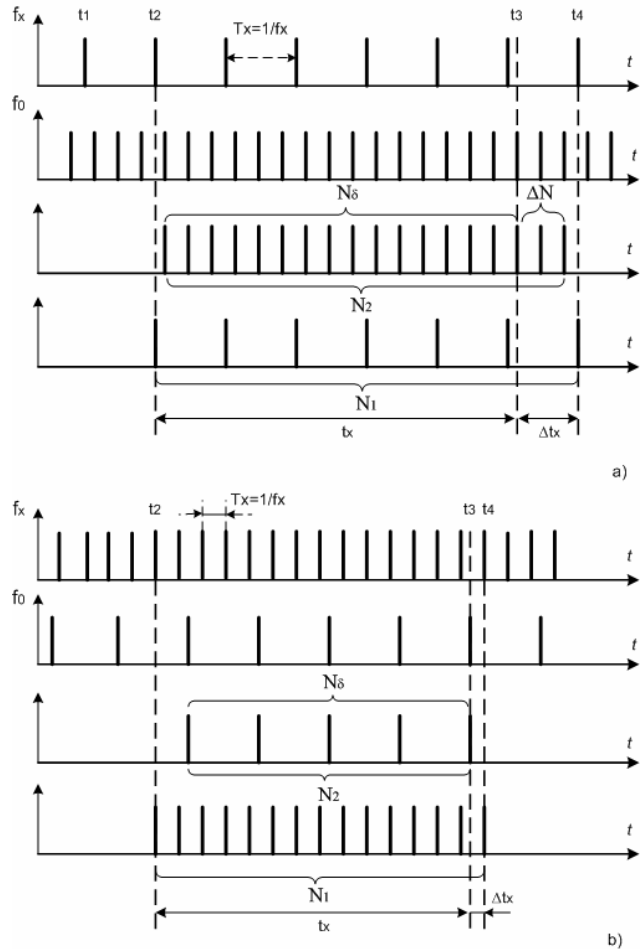 fx t1 t2 Tx=1/fx t3 t4 t
f0 t
Nδ ΔN t
N2
t
N1
tx Δtx
a)
fx t2 Tx=1/fx t3 t4 t
f0 t
Nδ t
N2
t
N1 Δtx
tx
b)